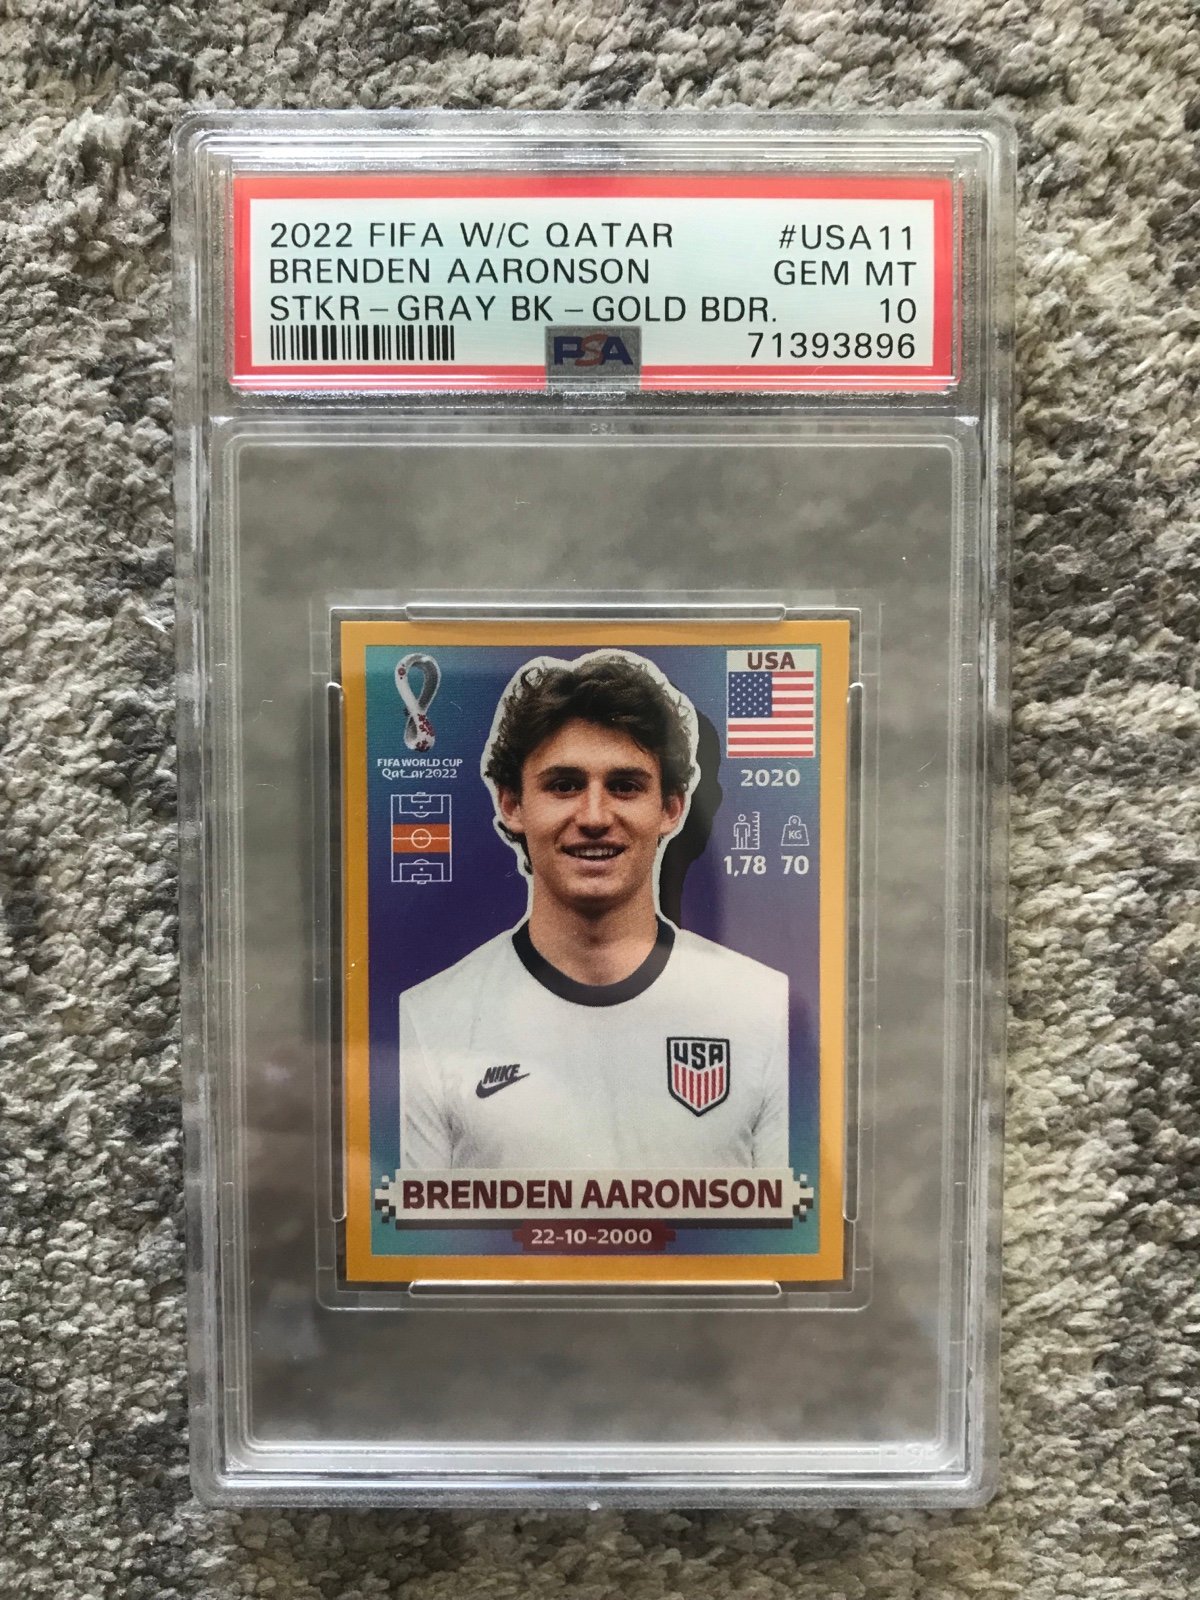 2022 FIFA W/C QATAR #USA11
BRENDEN AARONSON GEM MT
STKR-GRAY BK-GOLD BDR. 10
PSA 71393896
PSA
FIFA WORLD CUP
Qatar2022
USA
2020
KG
1,78 70
NIKE
USA
BRENDEN AARONSON
22-10-2000